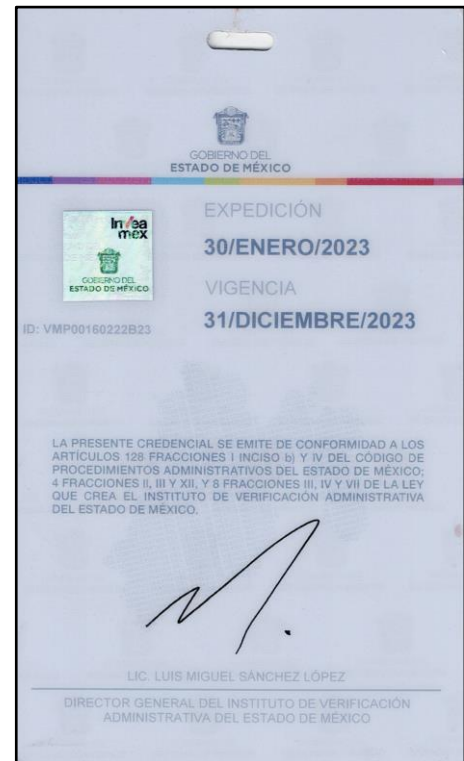 GOBIERNO DEL
ESTADO DE MÉXICO
Invea
mex
GOBIERNO DEL
ESTADO DE MÉXICO
ID: VMP00160222B23
EXPEDICIÓN
30/ENERO/2023
VIGENCIA
31/DICIEMBRE/2023
LA PRESENTE CREDENCIAL SE EMITE DE CONFORMIDAD A LOS
ARTÍCULOS 128 FRACCIONES I INCISO b) Y IV DEL CÓDIGO DE
PROCEDIMIENTOS ADMINISTRATIVOS DEL ESTADO DE MÉXICO;
4 FRACCIONES II, III Y XII, Y 8 FRACCIONES III, IV Y VII DE LA LEY
QUE CREA EL INSTITUTO DE VERIFICACIÓN ADMINISTRATIVA
DEL ESTADO DE MÉXICO.
LIC. LUIS MIGUEL SÁNCHEZ LÓPEZ
DIRECTOR GENERAL DEL INSTITUTO DE VERIFICACIÓN
ADMINISTRATIVA DEL ESTADO DE MÉXICO